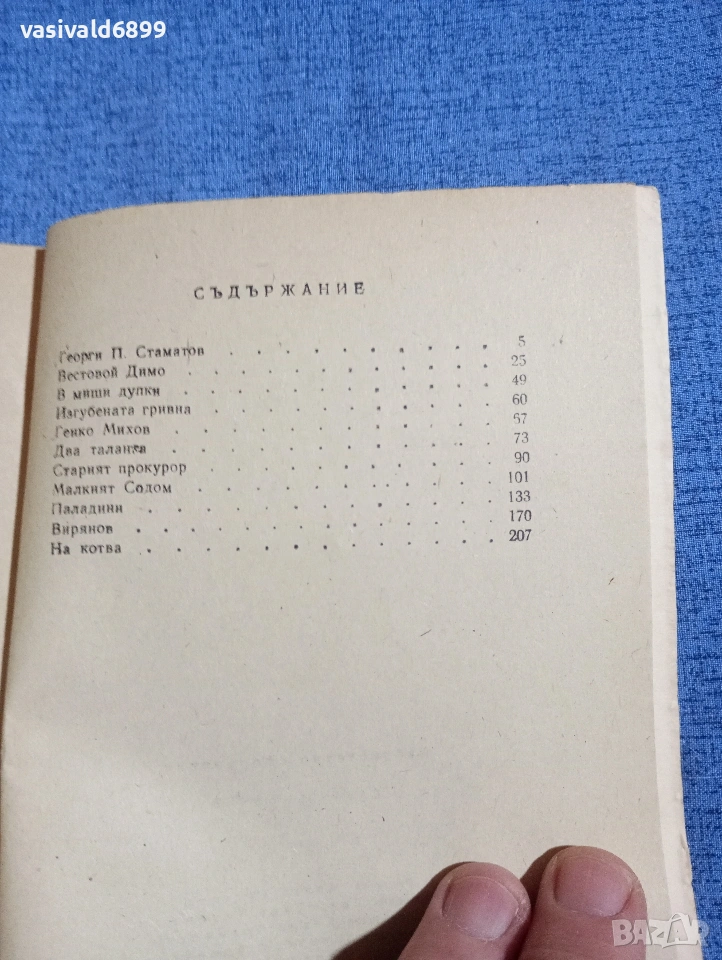 vasivald6899
СЪДЪРЖАНИЕ
Георги П. Стаматов . . . . . . . . . . 5
Вестовой Димо . . . . . . . . . . . 25
В миши дупки . . . . . . . . . . . 49
Изгубената гривна . . . . . . . . . . 60
Генко Михов . . . . . . . . . . . 67
Два таланта . . . . . . . . . . . . 73
Старият прокурор . . . . . . . . . . 90
Малкият Содом . . . . . . . . . . 101
Паладини . . . . . . . . . . . . 133
Вирянов . . . . . . . . . . . . 170
На котва . . . . . . . . . . . . 207
BAZAR